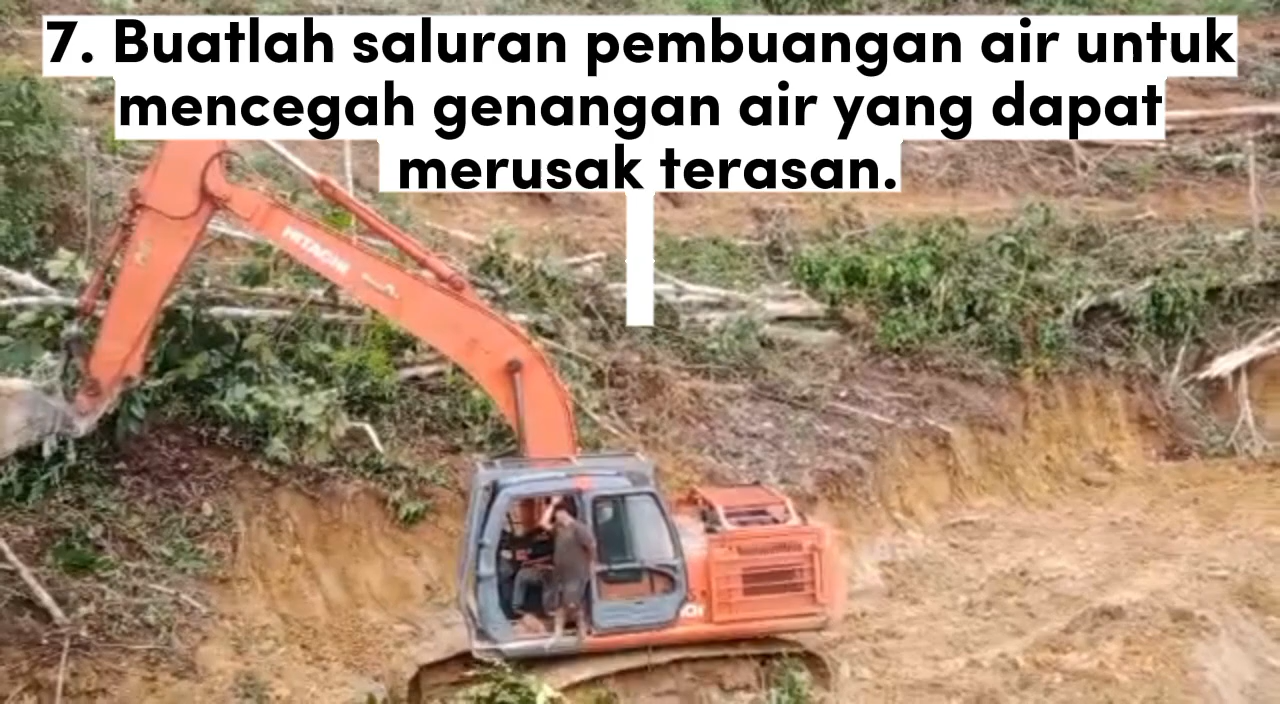 7. Buatlah saluran pembuangan air untuk
mencegah genangan air yang dapat
merusak terasan.
HITACHI